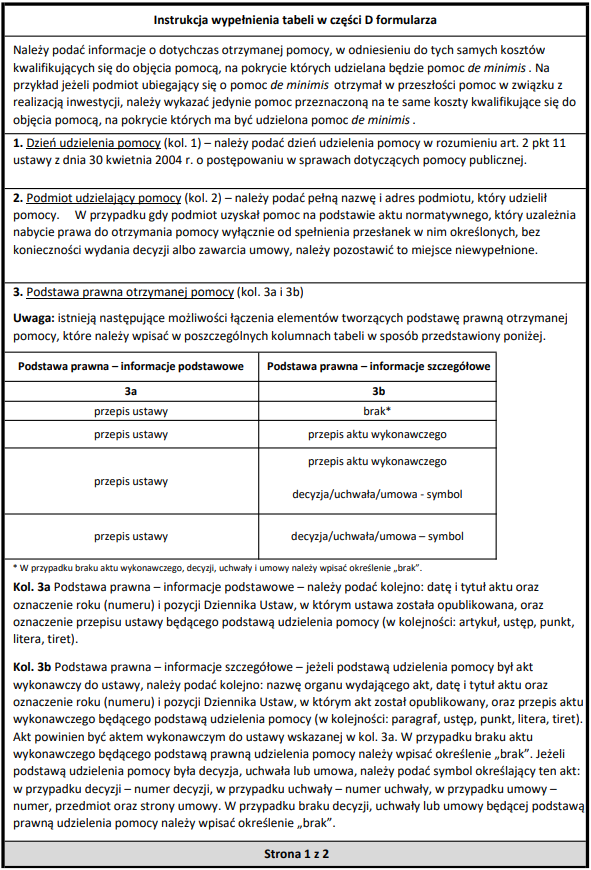 Instrukcja wypełnienia tabeli w części D formularza
Należy podać informacje o dotychczas otrzymanej pomocy, w odniesieniu do tych samych kosztów
kwalifikujących się do objęcia pomocą, na pokrycie których udzielana będzie pomoc de minimis . Na
przykład jeżeli podmiot ubiegający się o pomoc de minimis otrzymał w przeszłości pomoc w związku z
realizacją inwestycji, należy wykazać jedynie pomoc przeznaczoną na te same koszty kwalifikujące się do
objęcia pomocą, na pokrycie których ma być udzielona pomoc de minimis .
1. Dzień udzielenia pomocy (kol. 1) – należy podać dzień udzielenia pomocy w rozumieniu art. 2 pkt 11
ustawy z dnia 30 kwietnia 2004 r. o postępowaniu w sprawach dotyczących pomocy publicznej.
2. Podmiot udzielający pomocy (kol. 2) – należy podać pełną nazwę i adres podmiotu, który udzielił
pomocy. W przypadku gdy podmiot uzyskał pomoc na podstawie aktu normatywnego, który uzależnia
nabycie prawa do otrzymania pomocy wyłącznie od spełnienia przesłanek w nim określonych, bez
konieczności wydania decyzji albo zawarcia umowy, należy pozostawić to miejsce niewypełnione.
3. Podstawa prawna otrzymanej pomocy (kol. 3a i 3b)
Uwaga: istnieją następujące możliwości łączenia elementów tworzących podstawę prawną otrzymanej
pomocy, które należy wpisać w poszczególnych kolumnach tabeli w sposób przedstawiony poniżej.
Podstawa prawna – informacje podstawowe Podstawa prawna – informacje szczegółowe
3a 3b
przepis ustawy brak*
przepis ustawy przepis aktu wykonawczego
przepis aktu wykonawczego
przepis ustawy
decyzja/uchwała/umowa - symbol
przepis ustawy decyzja/uchwała/umowa – symbol
* W przypadku braku aktu wykonawczego, decyzji, uchwały i umowy należy wpisać określenie „brak”.
Kol. 3a Podstawa prawna – informacje podstawowe – należy podać kolejno: datę i tytuł aktu oraz
oznaczenie roku (numeru) i pozycji Dziennika Ustaw, w którym ustawa została opublikowana, oraz
oznaczenie przepisu ustawy będącego podstawą udzielenia pomocy (w kolejności: artykuł, ustęp, punkt,
litera, tiret).
Kol. 3b Podstawa prawna – informacje szczegółowe – jeżeli podstawą udzielenia pomocy był akt
wykonawczy do ustawy, należy podać kolejno: nazwę organu wydającego akt, datę i tytuł aktu oraz
oznaczenie roku (numeru) i pozycji Dziennika Ustaw, w którym akt został opublikowany, oraz przepis aktu
wykonawczego będącego podstawą udzielenia pomocy (w kolejności: paragraf, ustęp, punkt, litera, tiret).
Akt powinien być aktem wykonawczym do ustawy wskazanej w kol. 3a. W przypadku braku aktu
wykonawczego będącego podstawą prawną udzielenia pomocy należy wpisać określenie „brak”. Jeżeli
podstawą udzielenia pomocy była decyzja, uchwała lub umowa, należy podać symbol określający ten akt:
w przypadku decyzji – numer decyzji, w przypadku uchwały – numer uchwały, w przypadku umowy –
numer, przedmiot oraz strony umowy. W przypadku braku decyzji, uchwały lub umowy będącej podstawą
prawną udzielenia pomocy należy wpisać określenie „brak”.
Strona 1 z 2